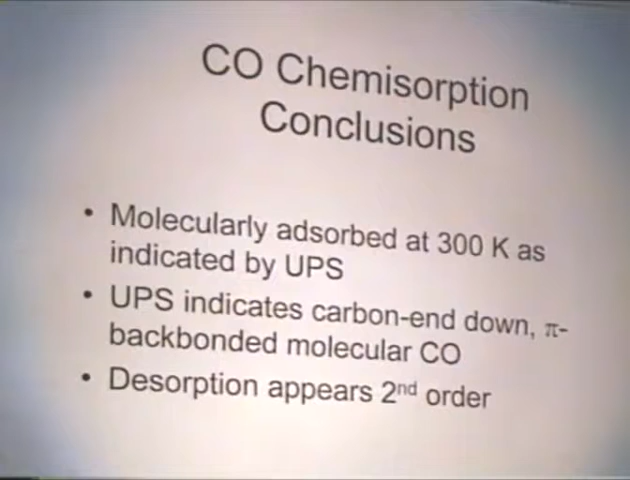 CO Chemisorption
Conclusions
• Molecularly adsorbed at 300 K as
indicated by UPS
• UPS indicates carbon-end down, π-
backbonded molecular CO
• Desorption appears 2nd order